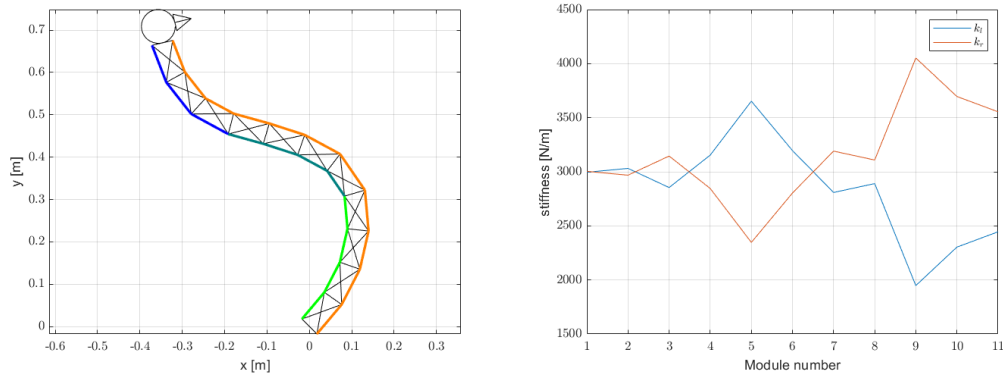 0.7
0.6
0.5
0.4
0.3
0.2
0.1
0
y [m]
-0.6 -0.5 -0.4 -0.3 -0.2 -0.1 0 0.1 0.2 0.3
x [m]
4500
4000
3500
3000
2500
2000
1500
stiffness [N/m]
k_l
k_r
1 2 3 4 5 6 7 8 9 10 11
Module number